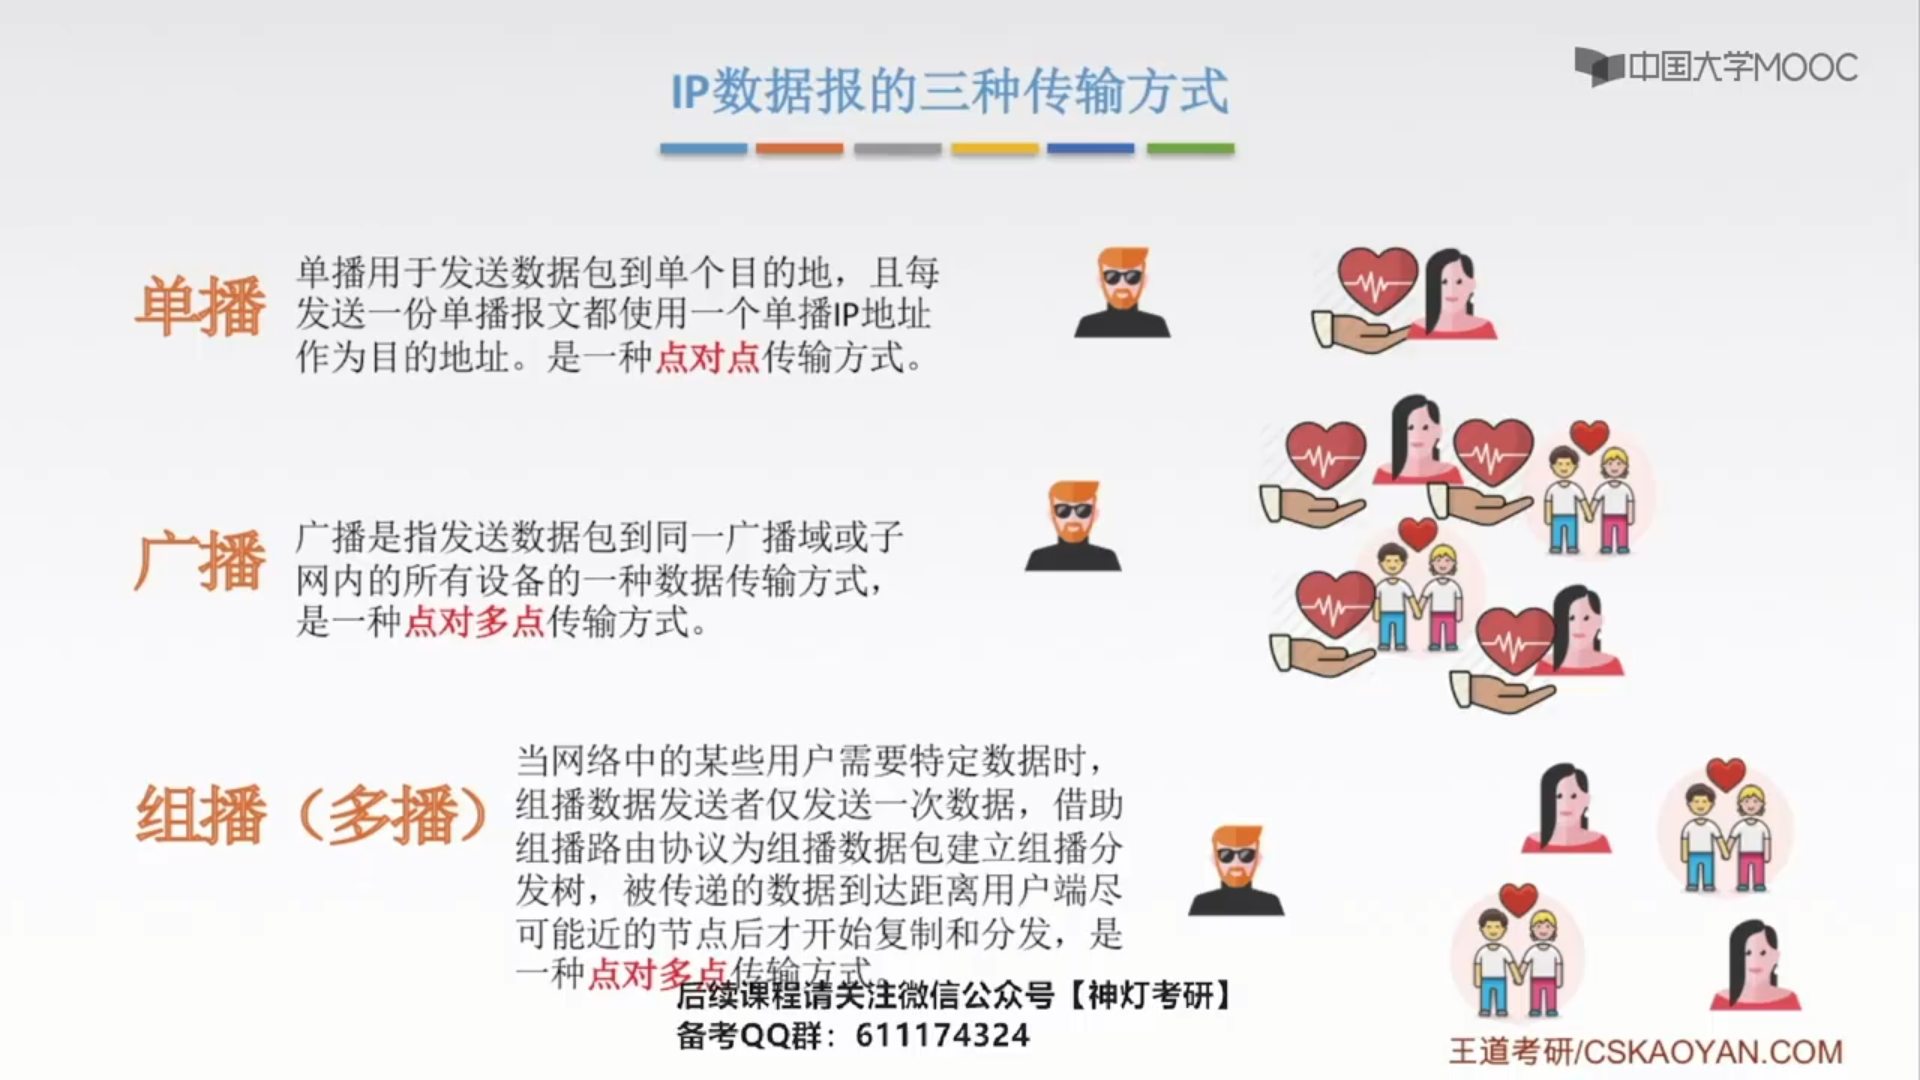 IP数据报的三种传输方式
中国大学MOOC
单播
单播用于发送数据包到单个目的地，且每
发送一份单播报文都使用一个单播IP地址
作为目的地址。是一种点对点传输方式。
广播
广播是指发送数据包到同一广播域或子
网内的所有设备的一种数据传输方式，
是一种点对多点传输方式。
组播（多播）
当网络中的某些用户需要特定数据时，
组播数据发送者仅发送一次数据，借助
组播路由协议为组播数据包建立组播分
发树，被传递的数据到达距离用户端尽
可能近的节点后才开始复制和分发，是
一种点对多点传输方式。
后续课程请关注微信公众号【神灯考研】
备考QQ群：611174324
王道考研/CSKAOYAN.COM